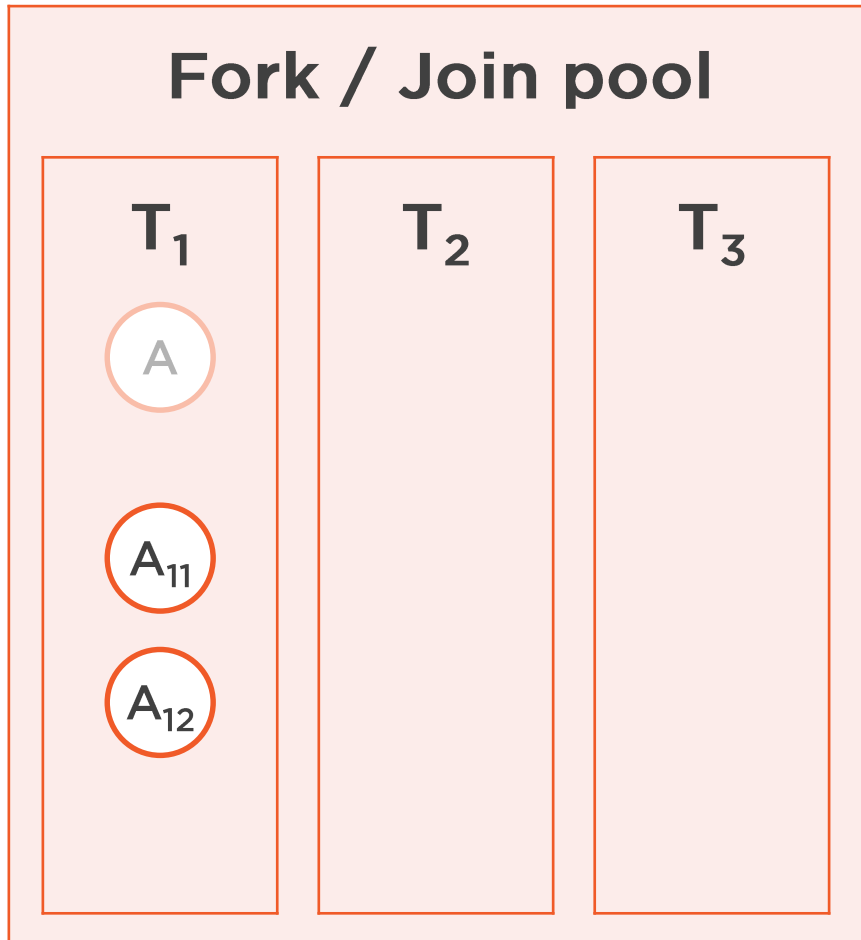 Fork / Join pool
T₁ T₂ T₃
A
A₁₁
A₁₂